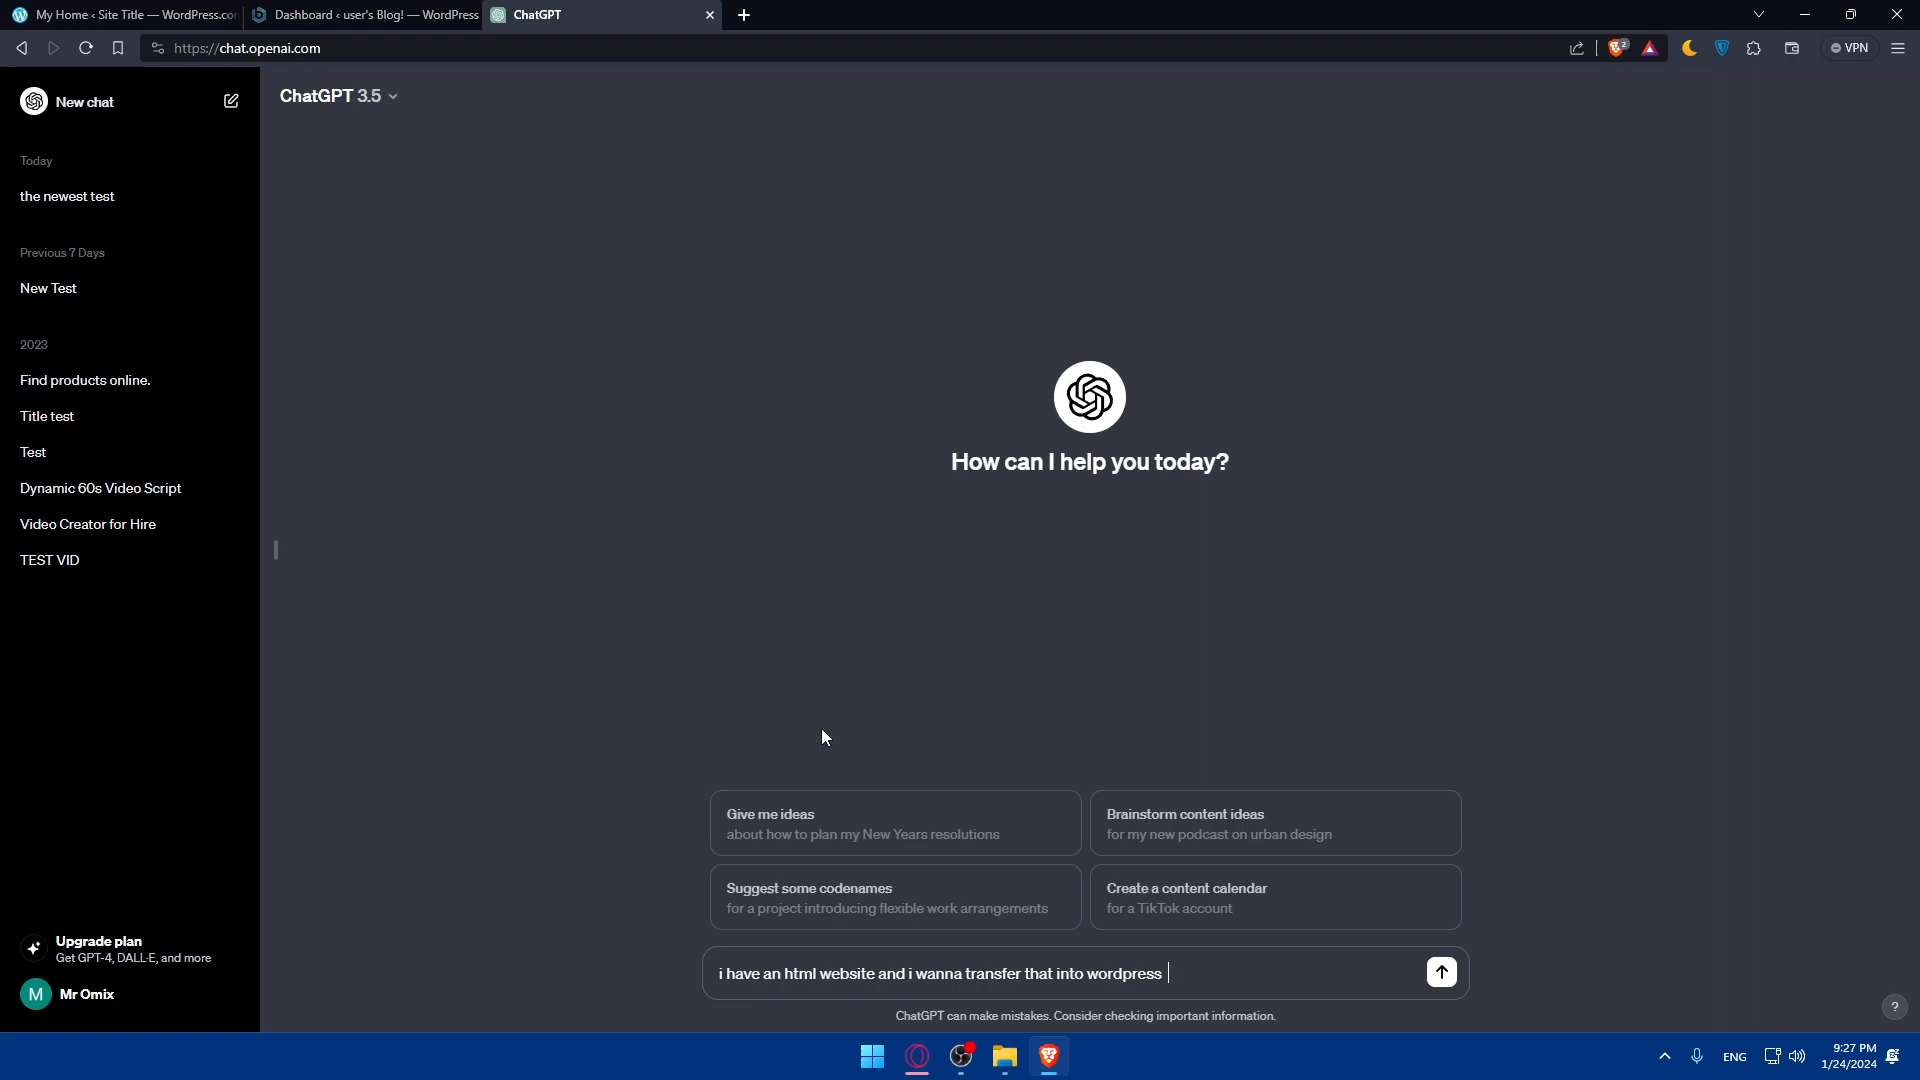 My Home ‹ Site Title — WordPress.com
Dashboard ‹ user's Blog! — WordPress
ChatGPT
https://chat.openai.com
2
VPN
New chat
ChatGPT 3.5
Today
the newest test
Previous 7 Days
New Test
2023
Find products online.
Title test
Test
Dynamic 60s Video Script
Video Creator for Hire
TEST VID
How can I help you today?
Give me ideas
about how to plan my New Years resolutions
Brainstorm content ideas
for my new podcast on urban design
Suggest some codenames
for a project introducing flexible work arrangements
Create a content calendar
for a TikTok account
Upgrade plan
Get GPT-4, DALL·E, and more
M
Mr Omix
i have an html website and i wanna transfer that into wordpress
ChatGPT can make mistakes. Consider checking important information.
?
ENG
9:27 PM
1/24/2024